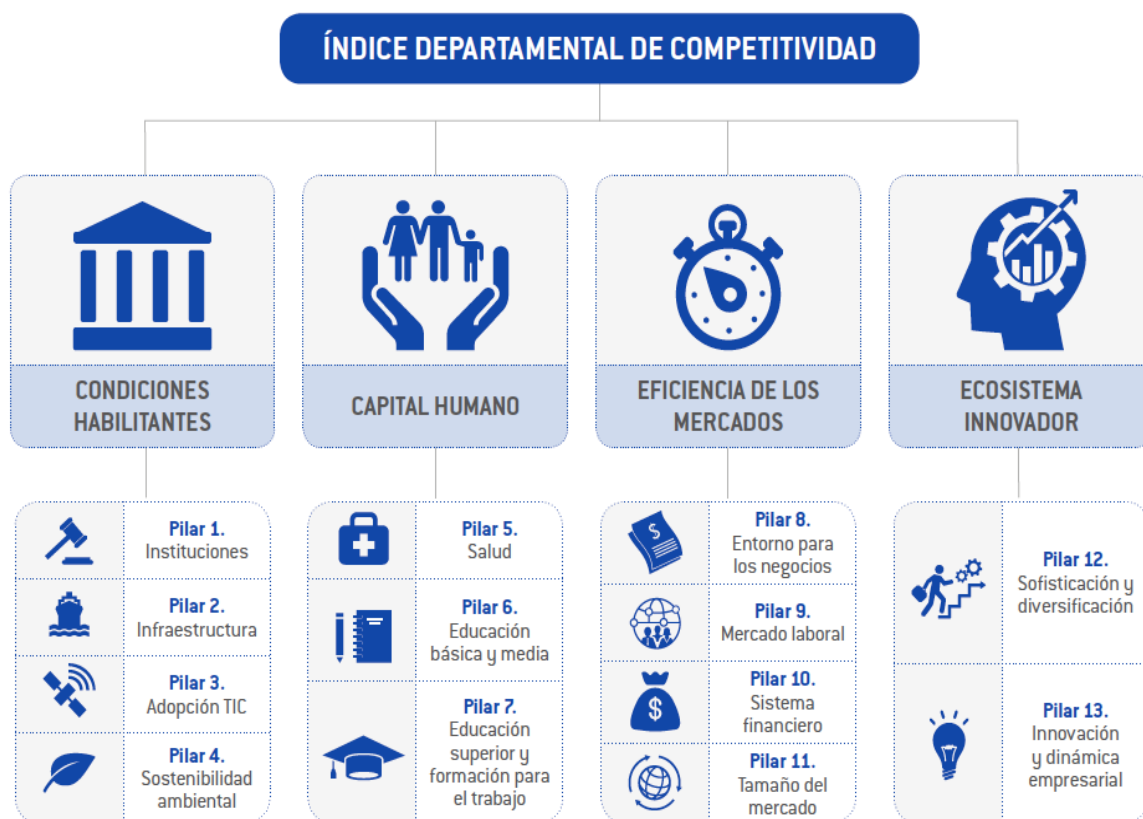 ÍNDICE DEPARTAMENTAL DE COMPETITIVIDAD
CONDICIONES
HABILITANTES
CAPITAL HUMANO
EFICIENCIA DE LOS
MERCADOS
ECOSISTEMA
INNOVADOR
Pilar 1.
Instituciones
Pilar 2.
Infraestructura
Pilar 3.
Adopción TIC
Pilar 4.
Sostenibilidad
ambiental
Pilar 5.
Salud
Pilar 6.
Educación
básica y media
Pilar 7.
Educación
superior y
formación para
el trabajo
$
Pilar 8.
Entorno para
los negocios
Pilar 9.
Mercado laboral
$
Pilar 10.
Sistema
financiero
Pilar 11.
Tamaño del
mercado
Pilar 12.
Sofisticación y
diversificación
Pilar 13.
Innovación
y dinámica
empresarial